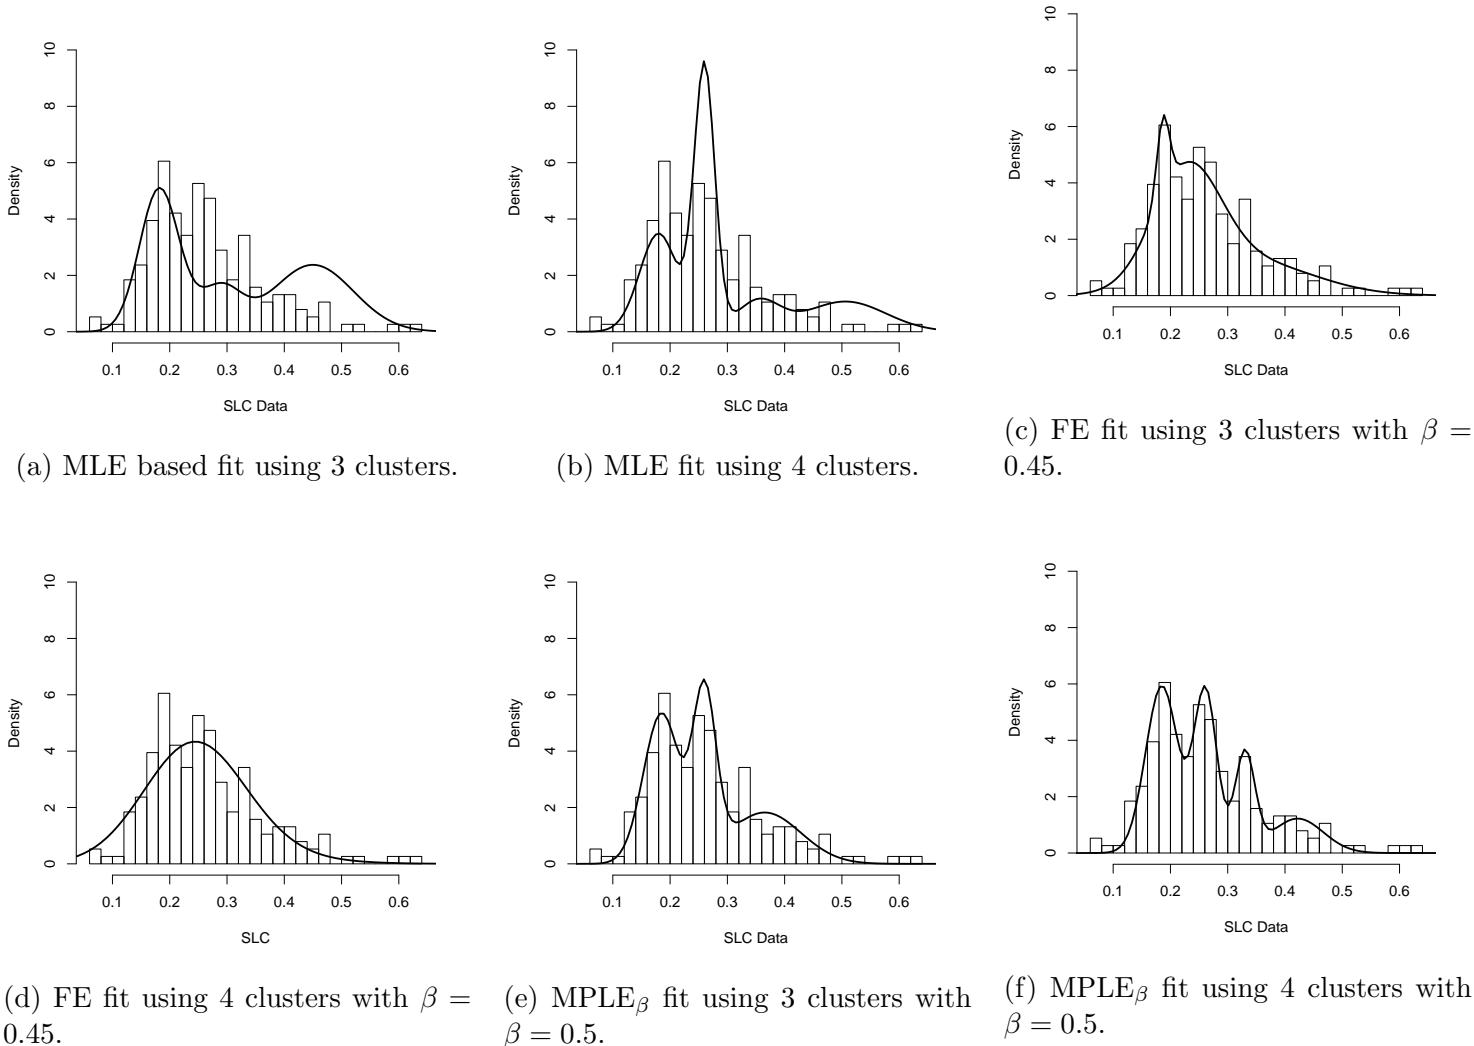 10
8
6
4
2
0
Density
0.1 0.2 0.3 0.4 0.5 0.6
SLC Data
(a) MLE based fit using 3 clusters.
10
8
6
4
2
0
Density
0.1 0.2 0.3 0.4 0.5 0.6
SLC Data
(b) MLE fit using 4 clusters.
10
8
6
4
2
0
Density
0.1 0.2 0.3 0.4 0.5 0.6
SLC Data
(c) FE fit using 3 clusters with β =
0.45.
10
8
6
4
2
0
Density
0.1 0.2 0.3 0.4 0.5 0.6
SLC
(d) FE fit using 4 clusters with β =
0.45.
10
8
6
4
2
0
Density
0.1 0.2 0.3 0.4 0.5 0.6
SLC Data
(e) MPLEβ fit using 3 clusters with
β = 0.5.
10
8
6
4
2
0
Density
0.1 0.2 0.3 0.4 0.5 0.6
SLC Data
(f) MPLEβ fit using 4 clusters with
β = 0.5.